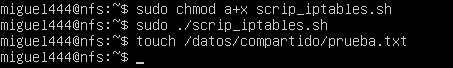 miguel444@nfs:~$ sudo chmod a+x scrip_iptables.sh
miguel444@nfs:~$ sudo ./scrip_iptables.sh
miguel444@nfs:~$ touch /datos/compartido/prueba.txt
miguel444@nfs:~$ _